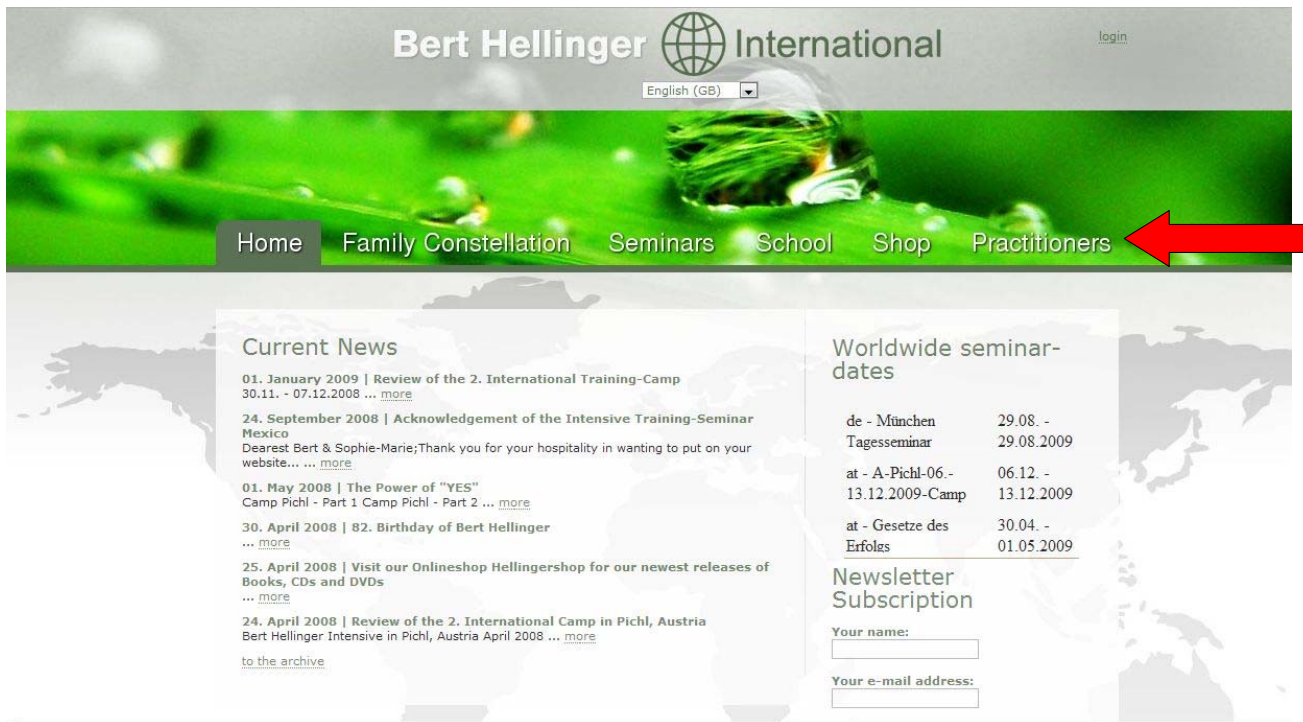 Bert Hellinger International
login
English (GB)
Home Family Constellation Seminars School Shop Practitioners
Current News
01. January 2009 | Review of the 2. International Training-Camp
30.11. - 07.12.2008 ... more
24. September 2008 | Acknowledgement of the Intensive Training-Seminar
Mexico
Dearest Bert & Sophie-Marie;Thank you for your hospitality in wanting to put on your
website... ... more
01. May 2008 | The Power of "YES"
Camp Pichl - Part 1 Camp Pichl - Part 2 ... more
30. April 2008 | 82. Birthday of Bert Hellinger
... more
25. April 2008 | Visit our Onlineshop Hellingershop for our newest releases of
Books, CDs and DVDs
... more
24. April 2008 | Review of the 2. International Camp in Pichl, Austria
Bert Hellinger Intensive in Pichl, Austria April 2008 ... more
to the archive
Worldwide seminar-
dates
de - München 29.08. -
Tagesseminar 29.08.2009
at - A-Pichl-06.- 06.12. -
13.12.2009-Camp 13.12.2009
at - Gesetze des 30.04. -
Erfolgs 01.05.2009
Newsletter
Subscription
Your name:
Your e-mail address: